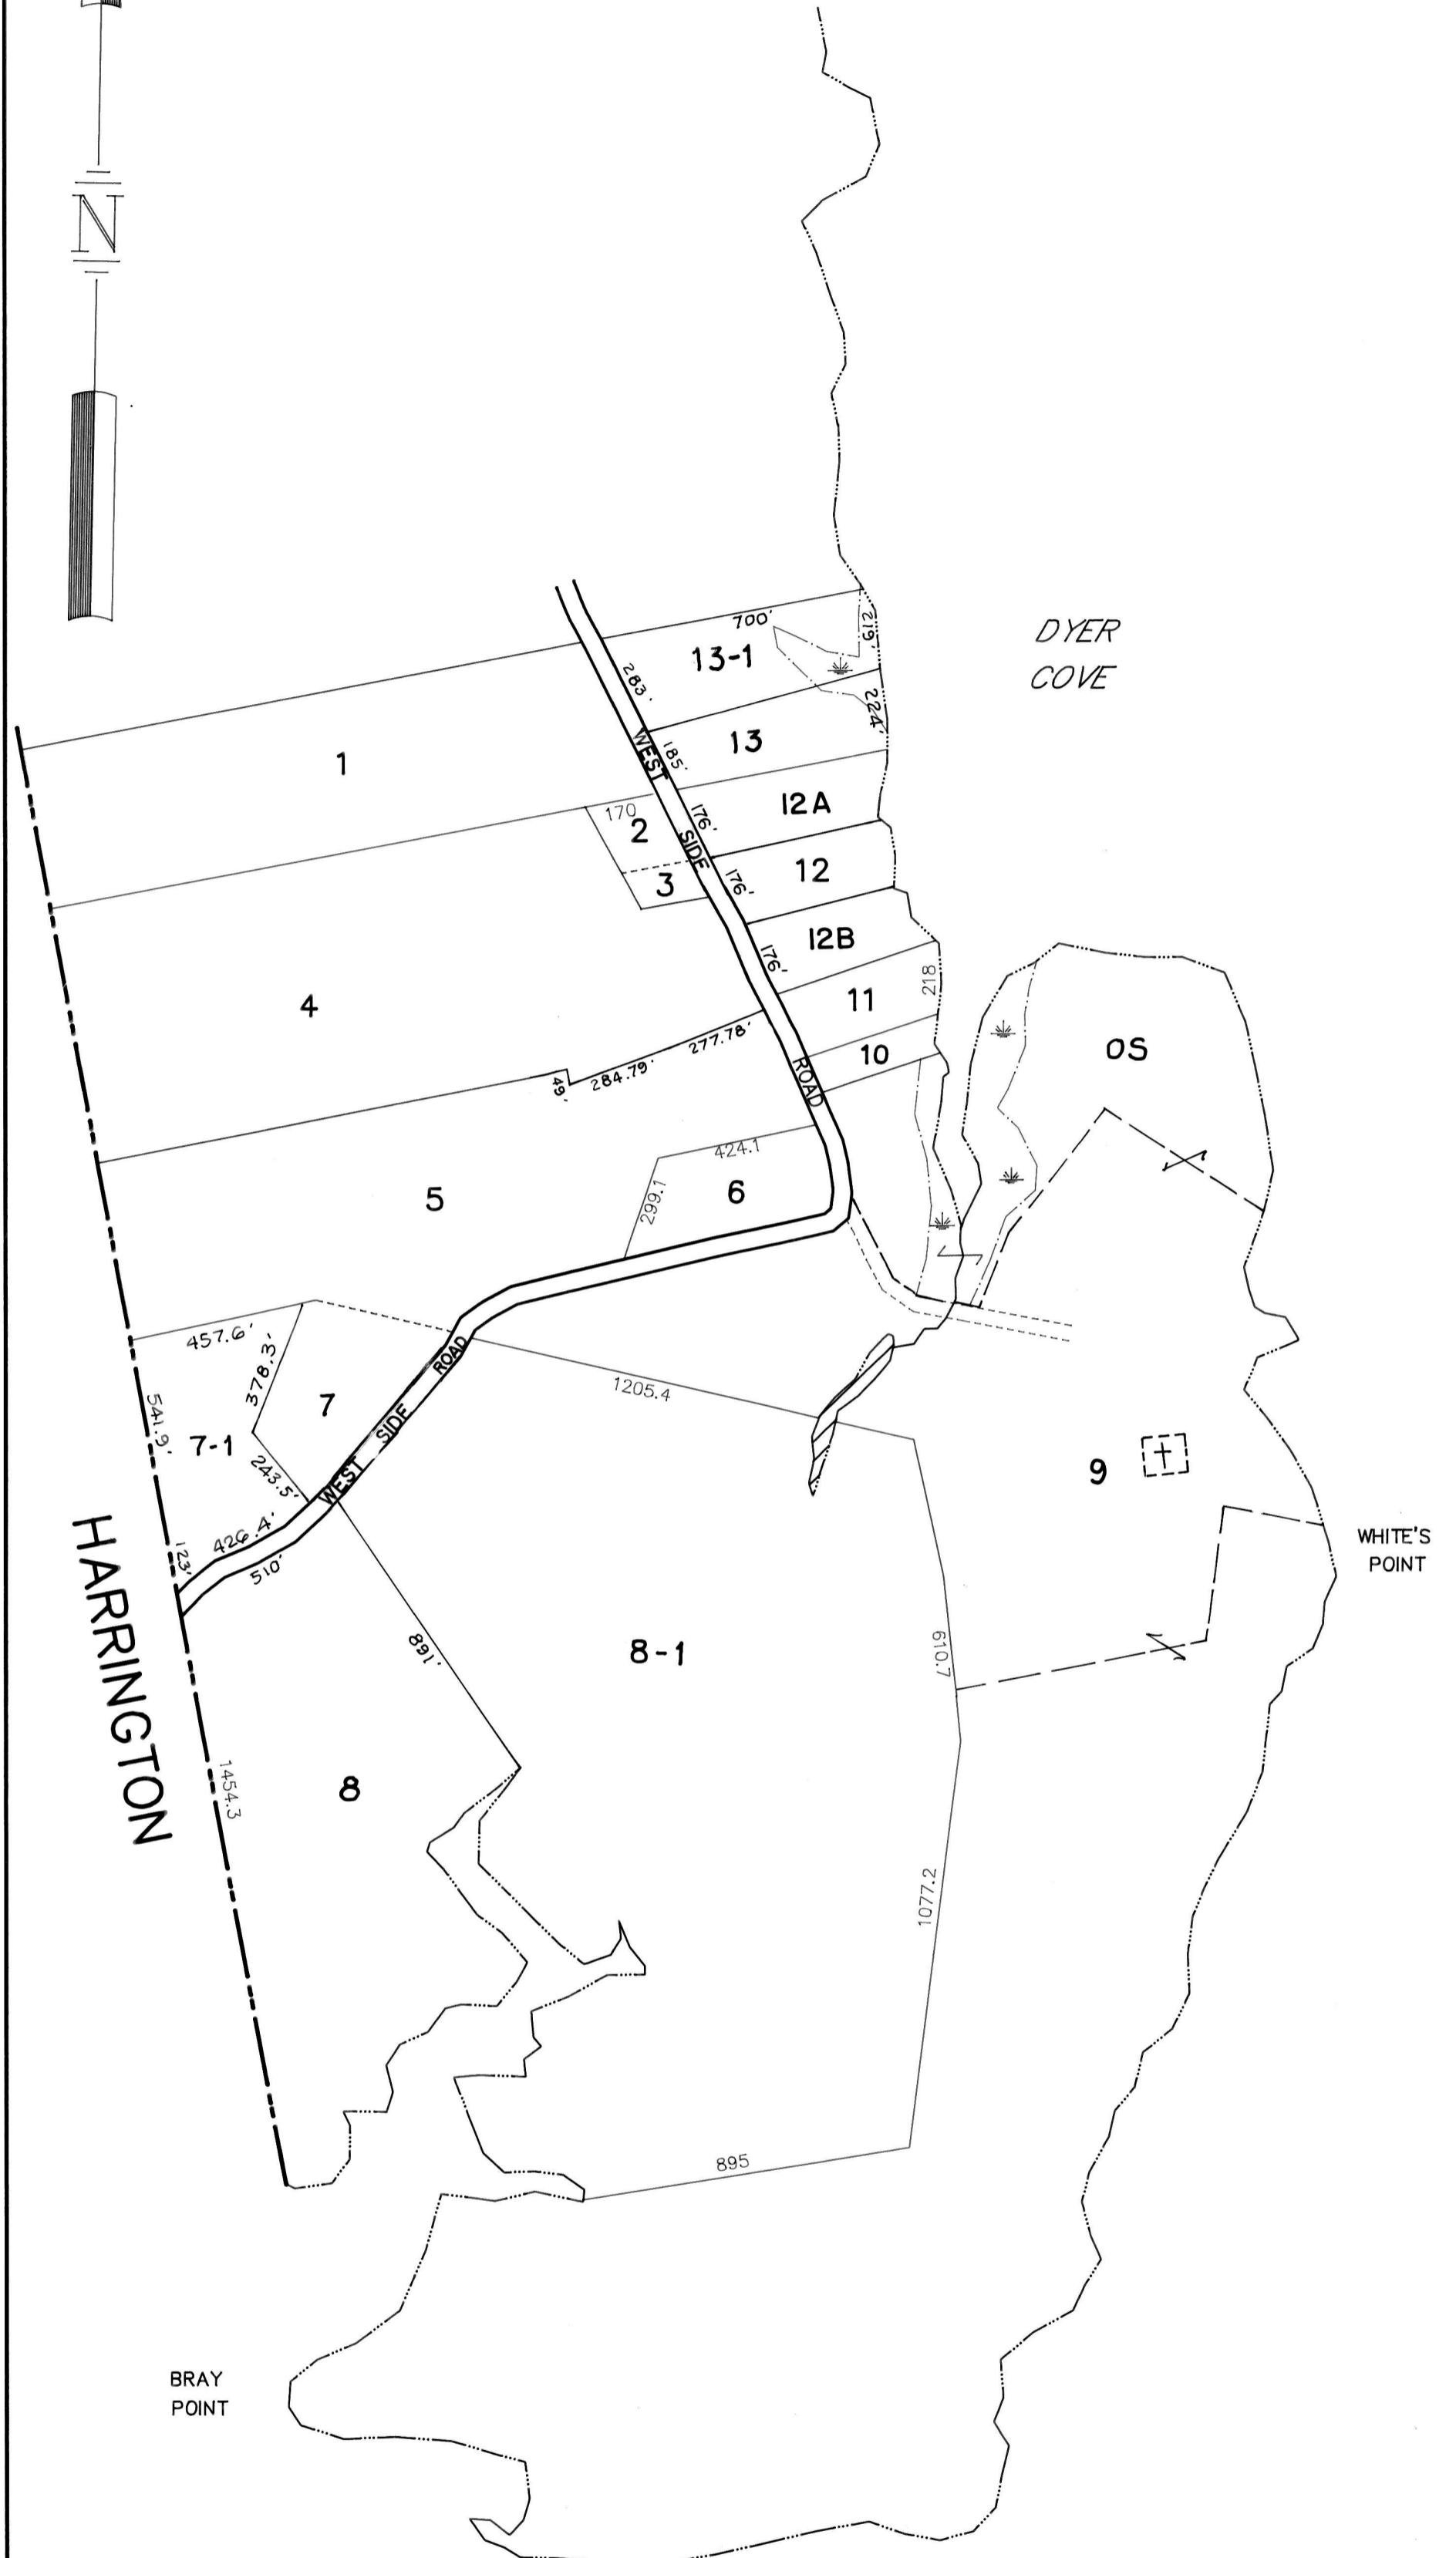 N
DYER
COVE
700'
219'
13-1
283'
224'
13
185'
1
WEST
SIDE
ROAD
12A
170
2
176'
12
3
176'
12B
176'
218
11
4
277.78'
284.79'
49'
10
OS
424.1
6
299.1
5
457.6'
378.3'
7
7-1
541.9'
243.5'
WEST SIDE ROAD
1205.4
9
426.4'
123'
510'
WHITE'S
POINT
HARRINGTON
891'
8-1
610.7
8
1454.3
1077.2
895
BRAY
POINT